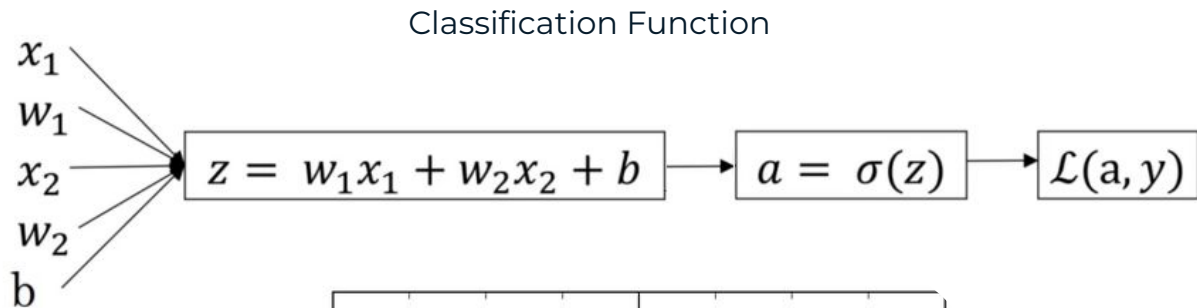 Classification Function
x₁
w₁
x₂
w₂
b
z = w₁x₁ + w₂x₂ + b
a = σ(z)
ℒ(a, y)